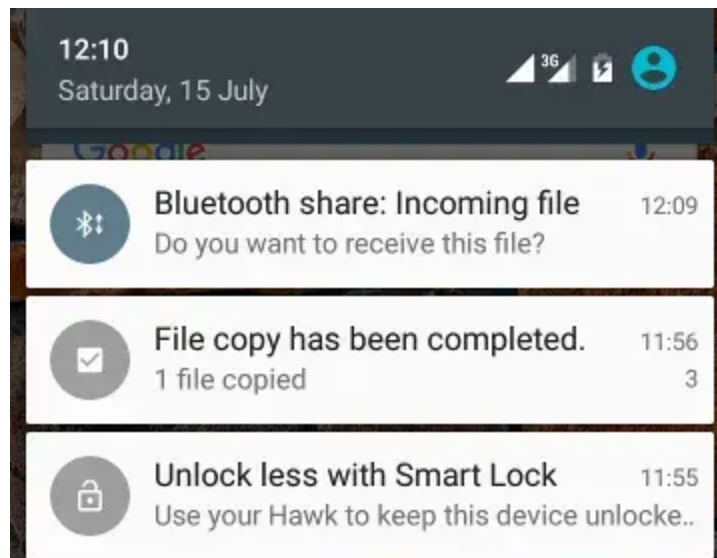 12:10
3G
Saturday, 15 July
Google
Bluetooth share: Incoming file 12:09
Do you want to receive this file?
File copy has been completed. 11:56
1 file copied 3
Unlock less with Smart Lock 11:55
Use your Hawk to keep this device unlocke..